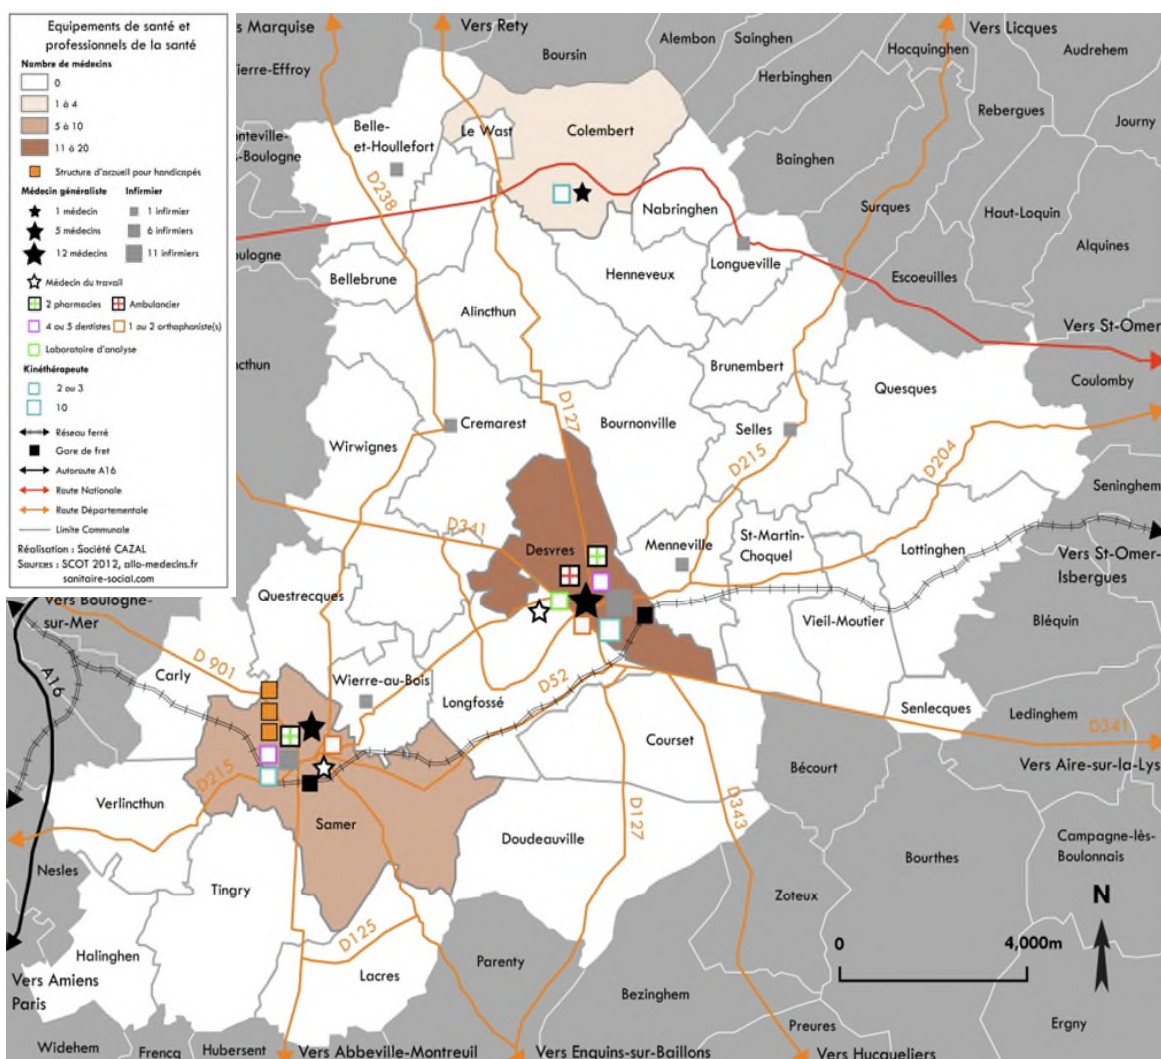 Equipements de santé et
professionnels de la santé
Nombre de médecins
0
1 à 4
5 à 10
11 à 20
Structure d'accueil pour handicapés
Médecin généraliste
Infirmier
1 médecin
1 infirmier
5 médecins
6 infirmiers
12 médecins
11 infirmiers
Médecin du travail
2 pharmacies
Ambulancier
4 ou 5 dentistes
1 ou 2 orthophoniste(s)
Laboratoire d'analyse
Kinéthérapeute
2 ou 3
10
Réseau ferré
Gare de fret
Autoroute A16
Route Nationale
Route Départementale
Limite Communale
Réalisation : Société CAZAL
Sources : SCOT 2012, allo-medecins.fr
sanitaire-social.com
s Marquise
Vers Rety
Vers Licques
Alembon
Sainghen
Boursin
Hocquinghen
Audrehem
ierre-Effroy
Herbinghen
Rebergues
Journy
Belle-
et-Houllefort
Le Wast
Colembert
onteville-
s-Boulogne
Bainghen
D238
Nabringhen
Surques
Haut-Loquin
Alquines
oulogne
Bellebrune
Henneveux
Longueville
Escoeuilles
Alincthun
Vers St-Omer
ncthun
Brunembert
Quesques
Coulomby
D127
Cremarest
Bournonville
Selles
Wirwignes
D215
D204
Seninghem
D341
Desvres
Menneville
St-Martin-
Choquel
Lottinghen
Vers St-Omer-
Isbergues
Vers Boulogne-
sur-Mer
Questrecques
Vieil-Moutier
Bléquin
A16
D 901
Carly
Wierre-au-Bois
D52
Longfossé
Senlecques
Ledinghem
D341
Courset
Bécourt
Vers Aire-sur-la-Lys
D215
Verlincthun
Samer
Doudeauville
D127
D343
Campagne-lès-
Boulonnais
Bourthes
Nesles
Tingry
Zoteux
N
D125
0
4,000m
Halinghen
Lacres
Parenty
Vers Amiens
Paris
Bezinghem
Preures
Ergny
Widehem
Frencq
Hubersent
Vers Abbeville-Montreuil
Vers Enquins-sur-Baillons
Vers Hucqueliers